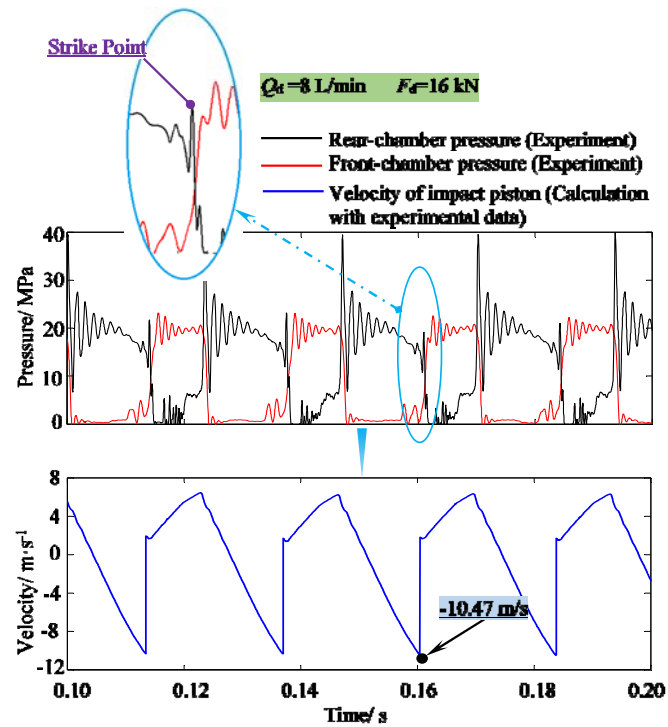 Strike Point
Qd =8 L/min Fd=16 kN
Rear-chamber pressure (Experiment)
Front-chamber pressure (Experiment)
Velocity of impact piston (Calculation
with experimental data)
40
30
20
10
0
Pressure/ MPa
8
4
0
-4
-8
-12
Velocity/ m·s⁻¹
-10.47 m/s
0.10 0.12 0.14 0.16 0.18 0.20
Time/ s